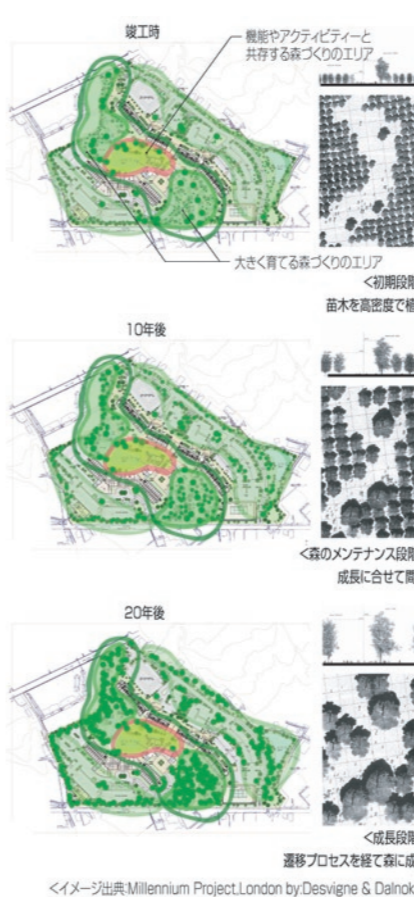 竣工時
機能やアクティビティーと
共存する森づくりのエリア
大きく育てる森づくりのエリア
<初期段階
苗木を高密度で植
10年後
<森のメンテナンス段階
成長に合せて間
20年後
<成長段階
遷移プロセスを経て森に成
<イメージ出典:Millennium Project,London by:Desvigne & Dalnok